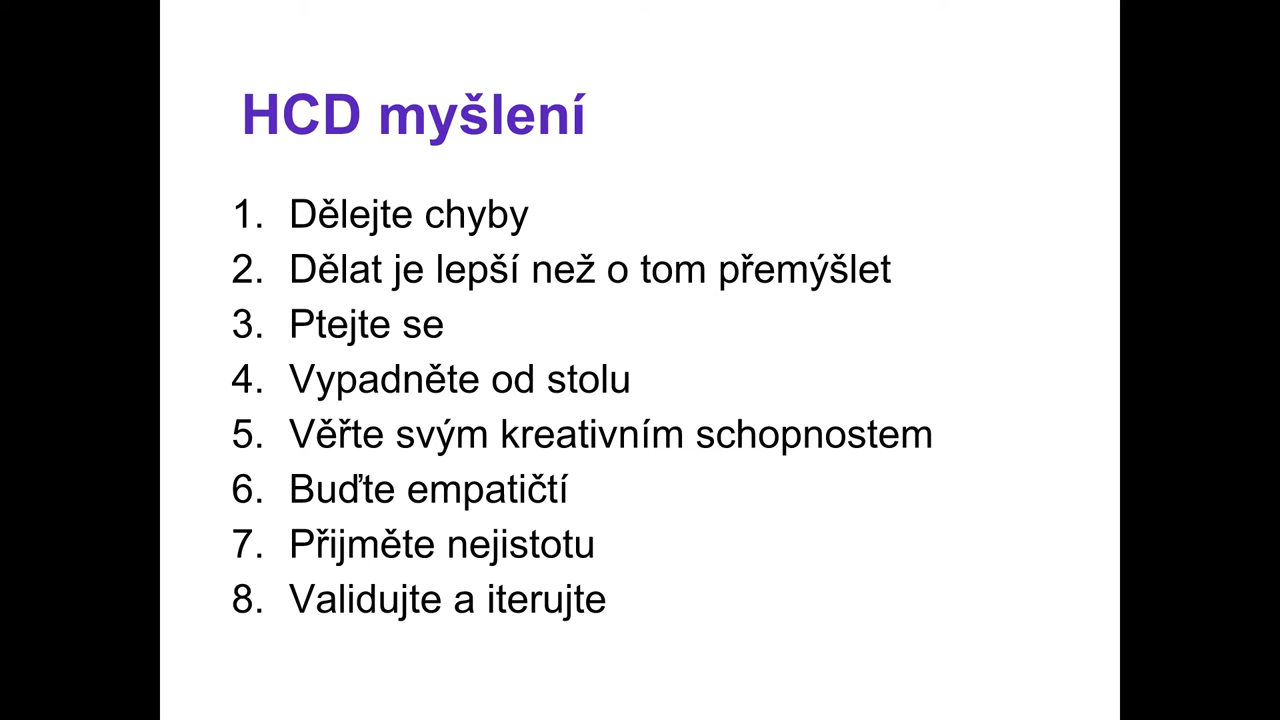 HCD myšlení
1. Dělejte chyby
2. Dělat je lepší než o tom přemýšlet
3. Ptejte se
4. Vypadněte od stolu
5. Věřte svým kreativním schopnostem
6. Buďte empatičtí
7. Přijměte nejistotu
8. Validujte a iterujte